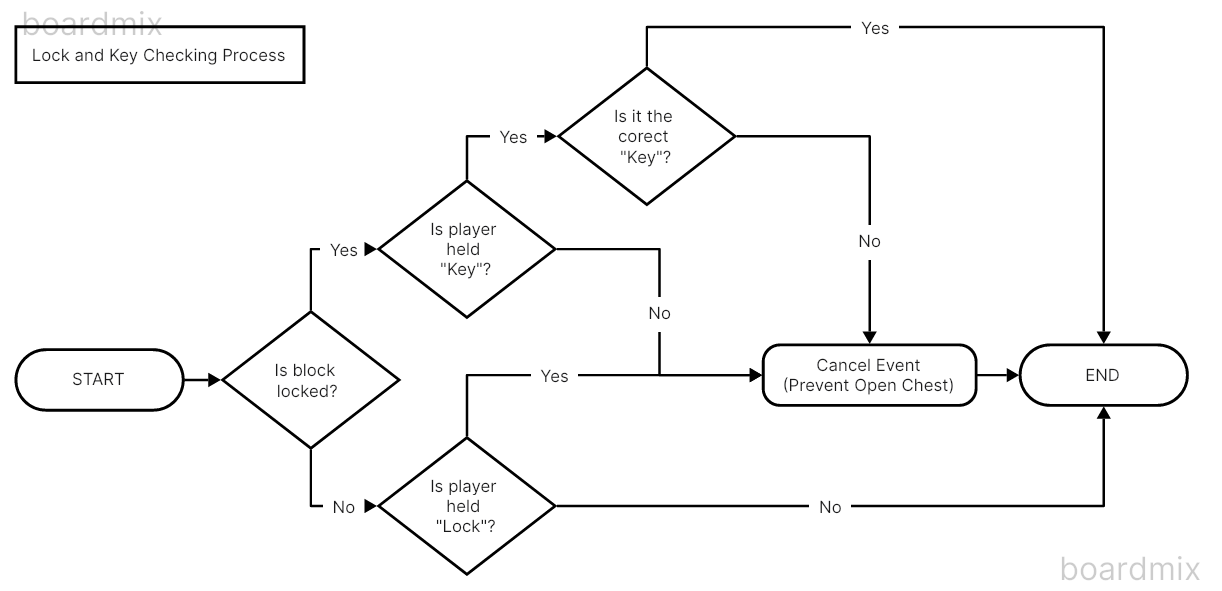 boardmix
Lock and Key Checking Process
Yes
Is it the
corect
"Key"?
Yes
Is player
held
"Key"?
No
Yes
No
START
Is block
locked?
Yes
Cancel Event
(Prevent Open Chest)
END
Is player
held
"Lock"?
No
No
boardmix